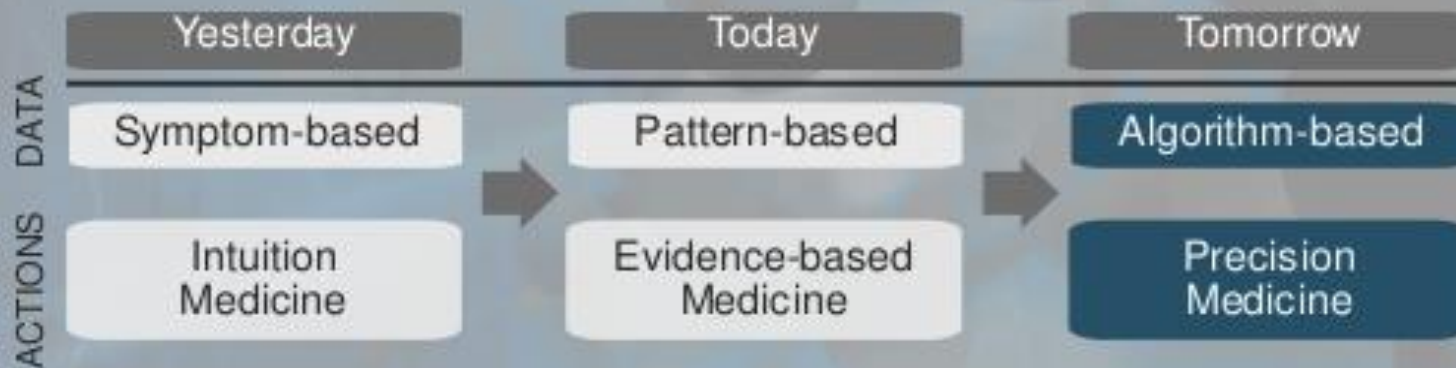 Yesterday
Today
Tomorrow
DATA
Symptom-based
Pattern-based
Algorithm-based
ACTIONS
Intuition
Medicine
Evidence-based
Medicine
Precision
Medicine